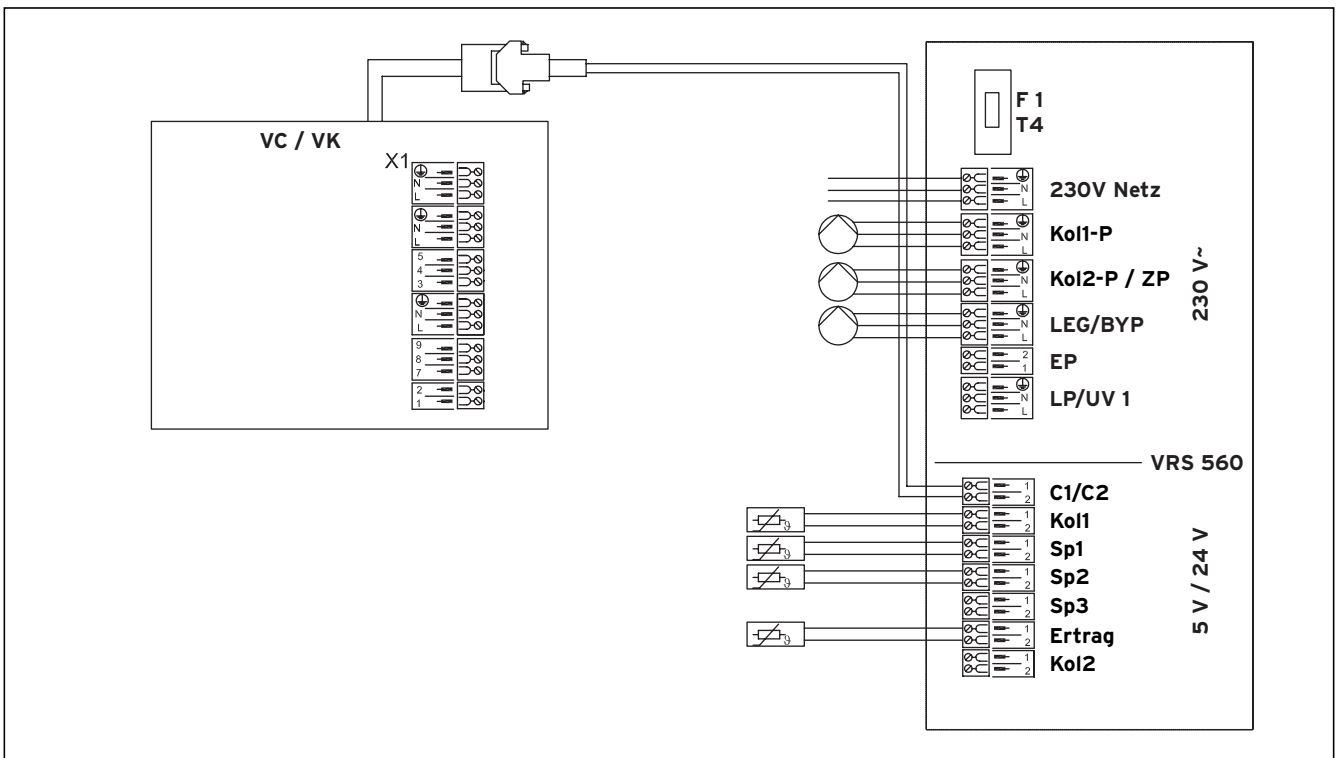 VC / VK
X1
N
L
N
L
5
4
3
N
L
9
8
7
2
1
F 1
T4
N
L
230V Netz
N
L
Kol1-P
N
L
Kol2-P / ZP
N
L
LEG/BYP
2
1
EP
N
L
LP/UV 1
230 V~
VRS 560
1
2
C1/C2
ϑ
1
2
Kol1
ϑ
1
2
Sp1
ϑ
1
2
Sp2
1
2
Sp3
ϑ
1
2
Ertrag
1
2
Kol2
5 V / 24 V